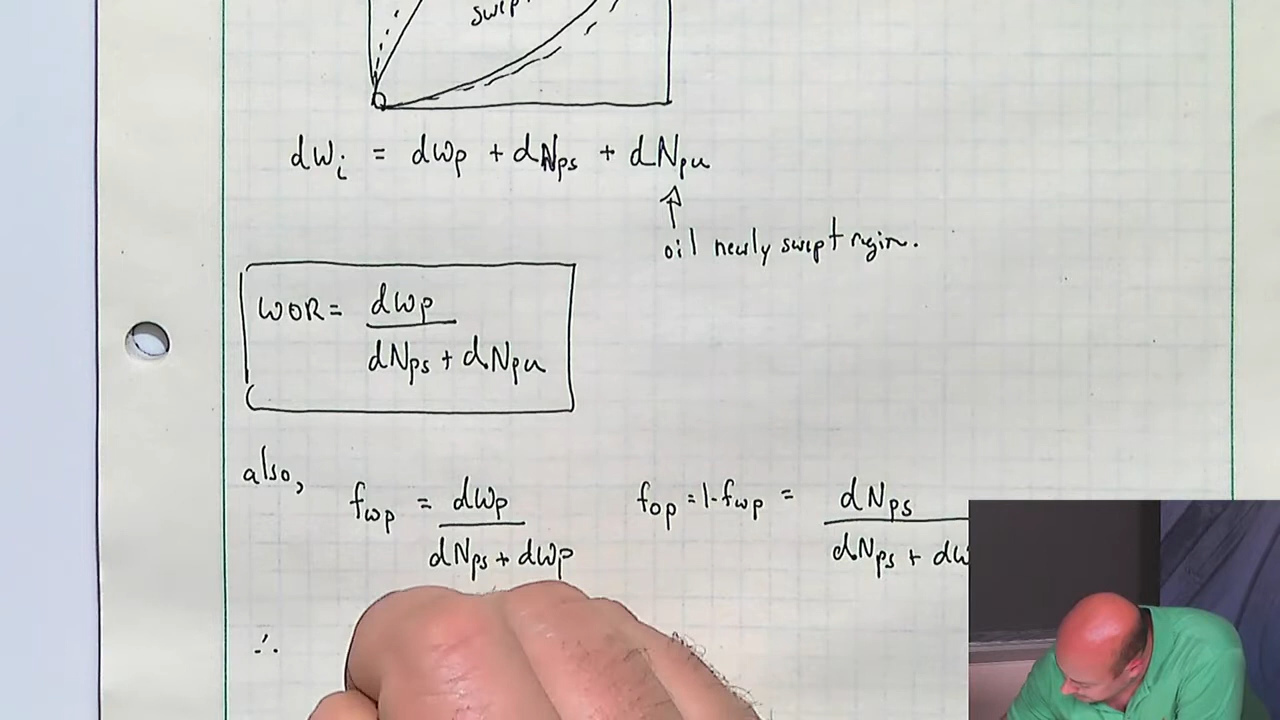 swept
dWi = dWp + dNps + dNpu
oil newly swept region.
WOR = dWp / (dNps + dNpu)
also,
fwp = dWp / (dNps + dWp) fop = 1-fwp = dNps / (dNps + dW
∴